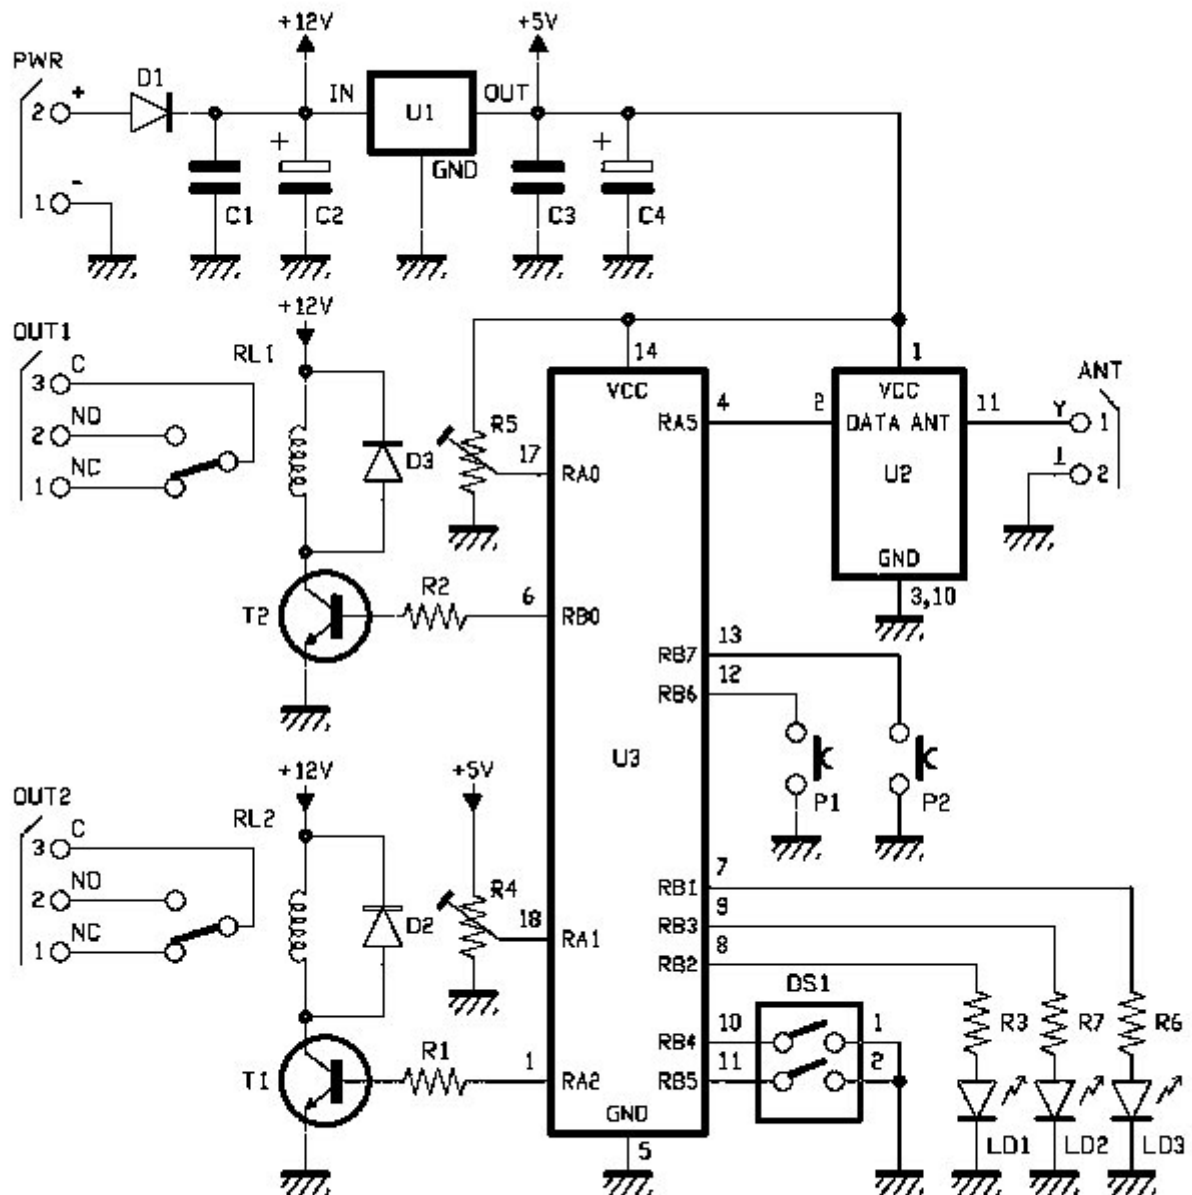 +12V +5V
PWR
D1
2 + IN U1 OUT
+ GND +
1 - C1 C2 C3 C4
+12V
OUT1 RL1 14 1 ANT
3 C VCC VCC
2 NO R5 RA5 4 2 DATA ANT 11 1
D3 17 RA0 U2 2
1 NC
GND
R2 3,10
T2 6 RB0 13
RB7
12
RB6
U3
+12V +5V P1 P2
OUT2 RL2
3 C 7
2 NO R4 RB1
9
D2 18 RA1 RB3
1 NC 8
RB2
DS1
10 1 R3 R7 R6
R1 RB4
T1 1 RA2 11 2
RB5
GND
5 LD1 LD2 LD3